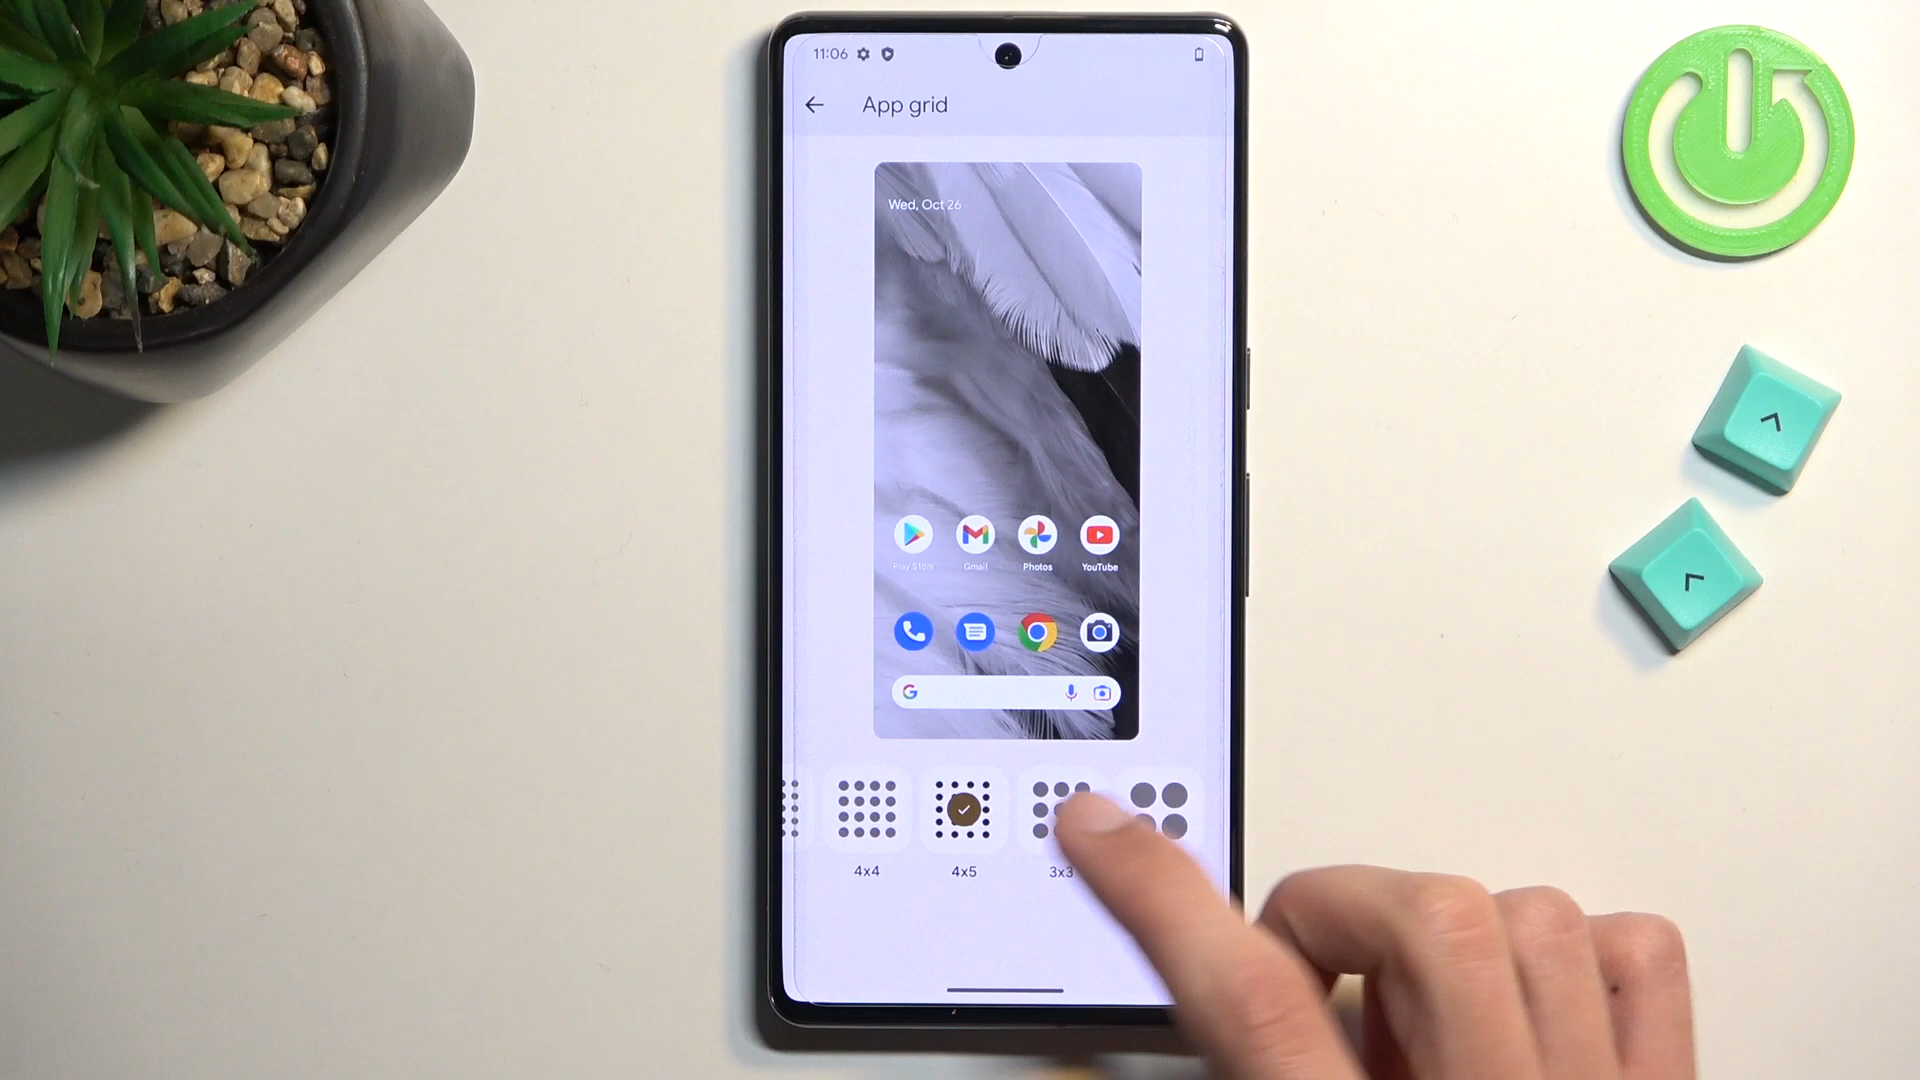 11:06
App grid
Wed, Oct 26
Play Store Gmail Photos YouTube
4x4 4x5 3x3